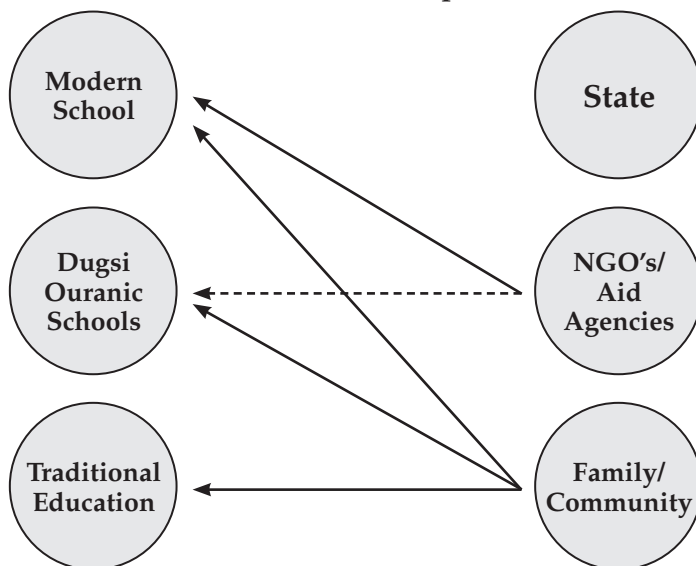 Modern
School
State
Dugsi
Ouranic
Schools
NGO's/
Aid
Agencies
Traditional
Education
Family/
Community